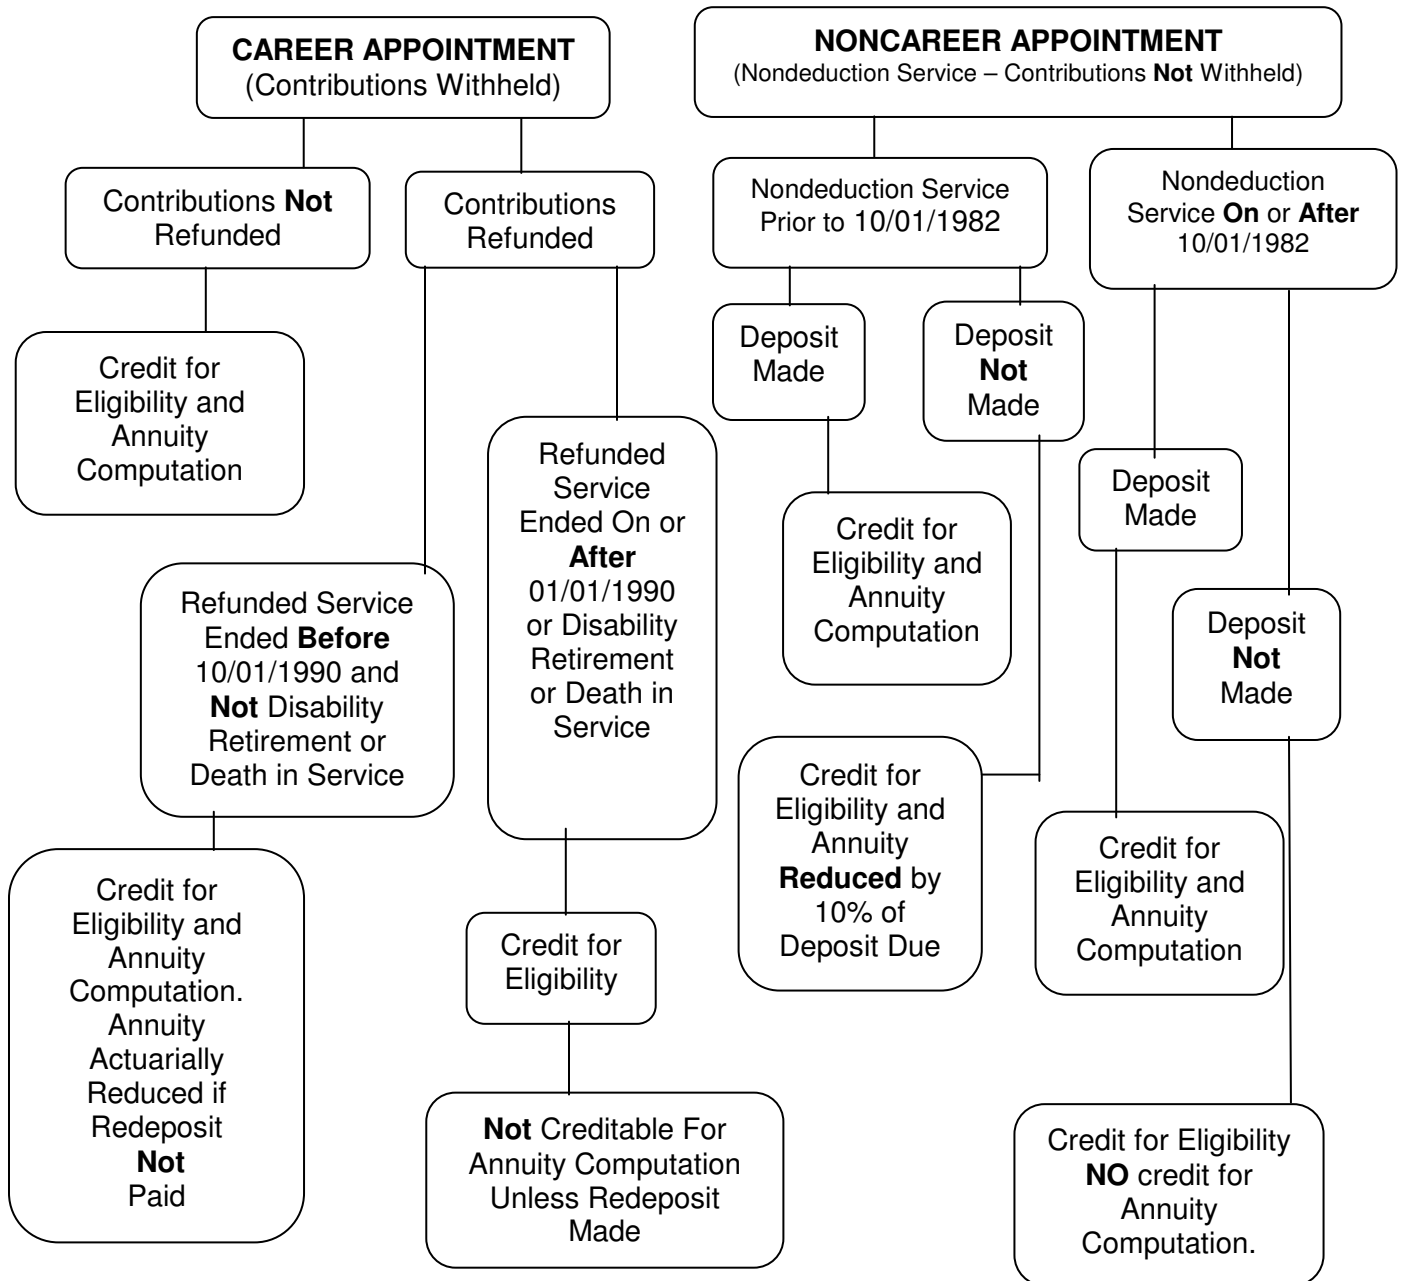 CAREER APPOINTMENT
(Contributions Withheld)
NONCAREER APPOINTMENT
(Nondeduction Service – Contributions Not Withheld)
Contributions Not
Refunded
Contributions
Refunded
Nondeduction Service
Prior to 10/01/1982
Nondeduction
Service On or After
10/01/1982
Credit for
Eligibility and
Annuity
Computation
Refunded Service
Ended Before
10/01/1990 and
Not Disability
Retirement or
Death in Service
Credit for
Eligibility and
Annuity
Computation.
Annuity
Actuarially
Reduced if
Redeposit
Not
Paid
Refunded
Service
Ended On or
After
01/01/1990
or Disability
Retirement
or Death in
Service
Credit for
Eligibility
Not Creditable For
Annuity Computation
Unless Redeposit
Made
Deposit
Made
Credit for
Eligibility and
Annuity
Computation
Deposit
Not
Made
Credit for
Eligibility and
Annuity
Reduced by
10% of
Deposit Due
Deposit
Made
Credit for
Eligibility and
Annuity
Computation
Deposit
Not
Made
Credit for Eligibility
NO credit for
Annuity
Computation.